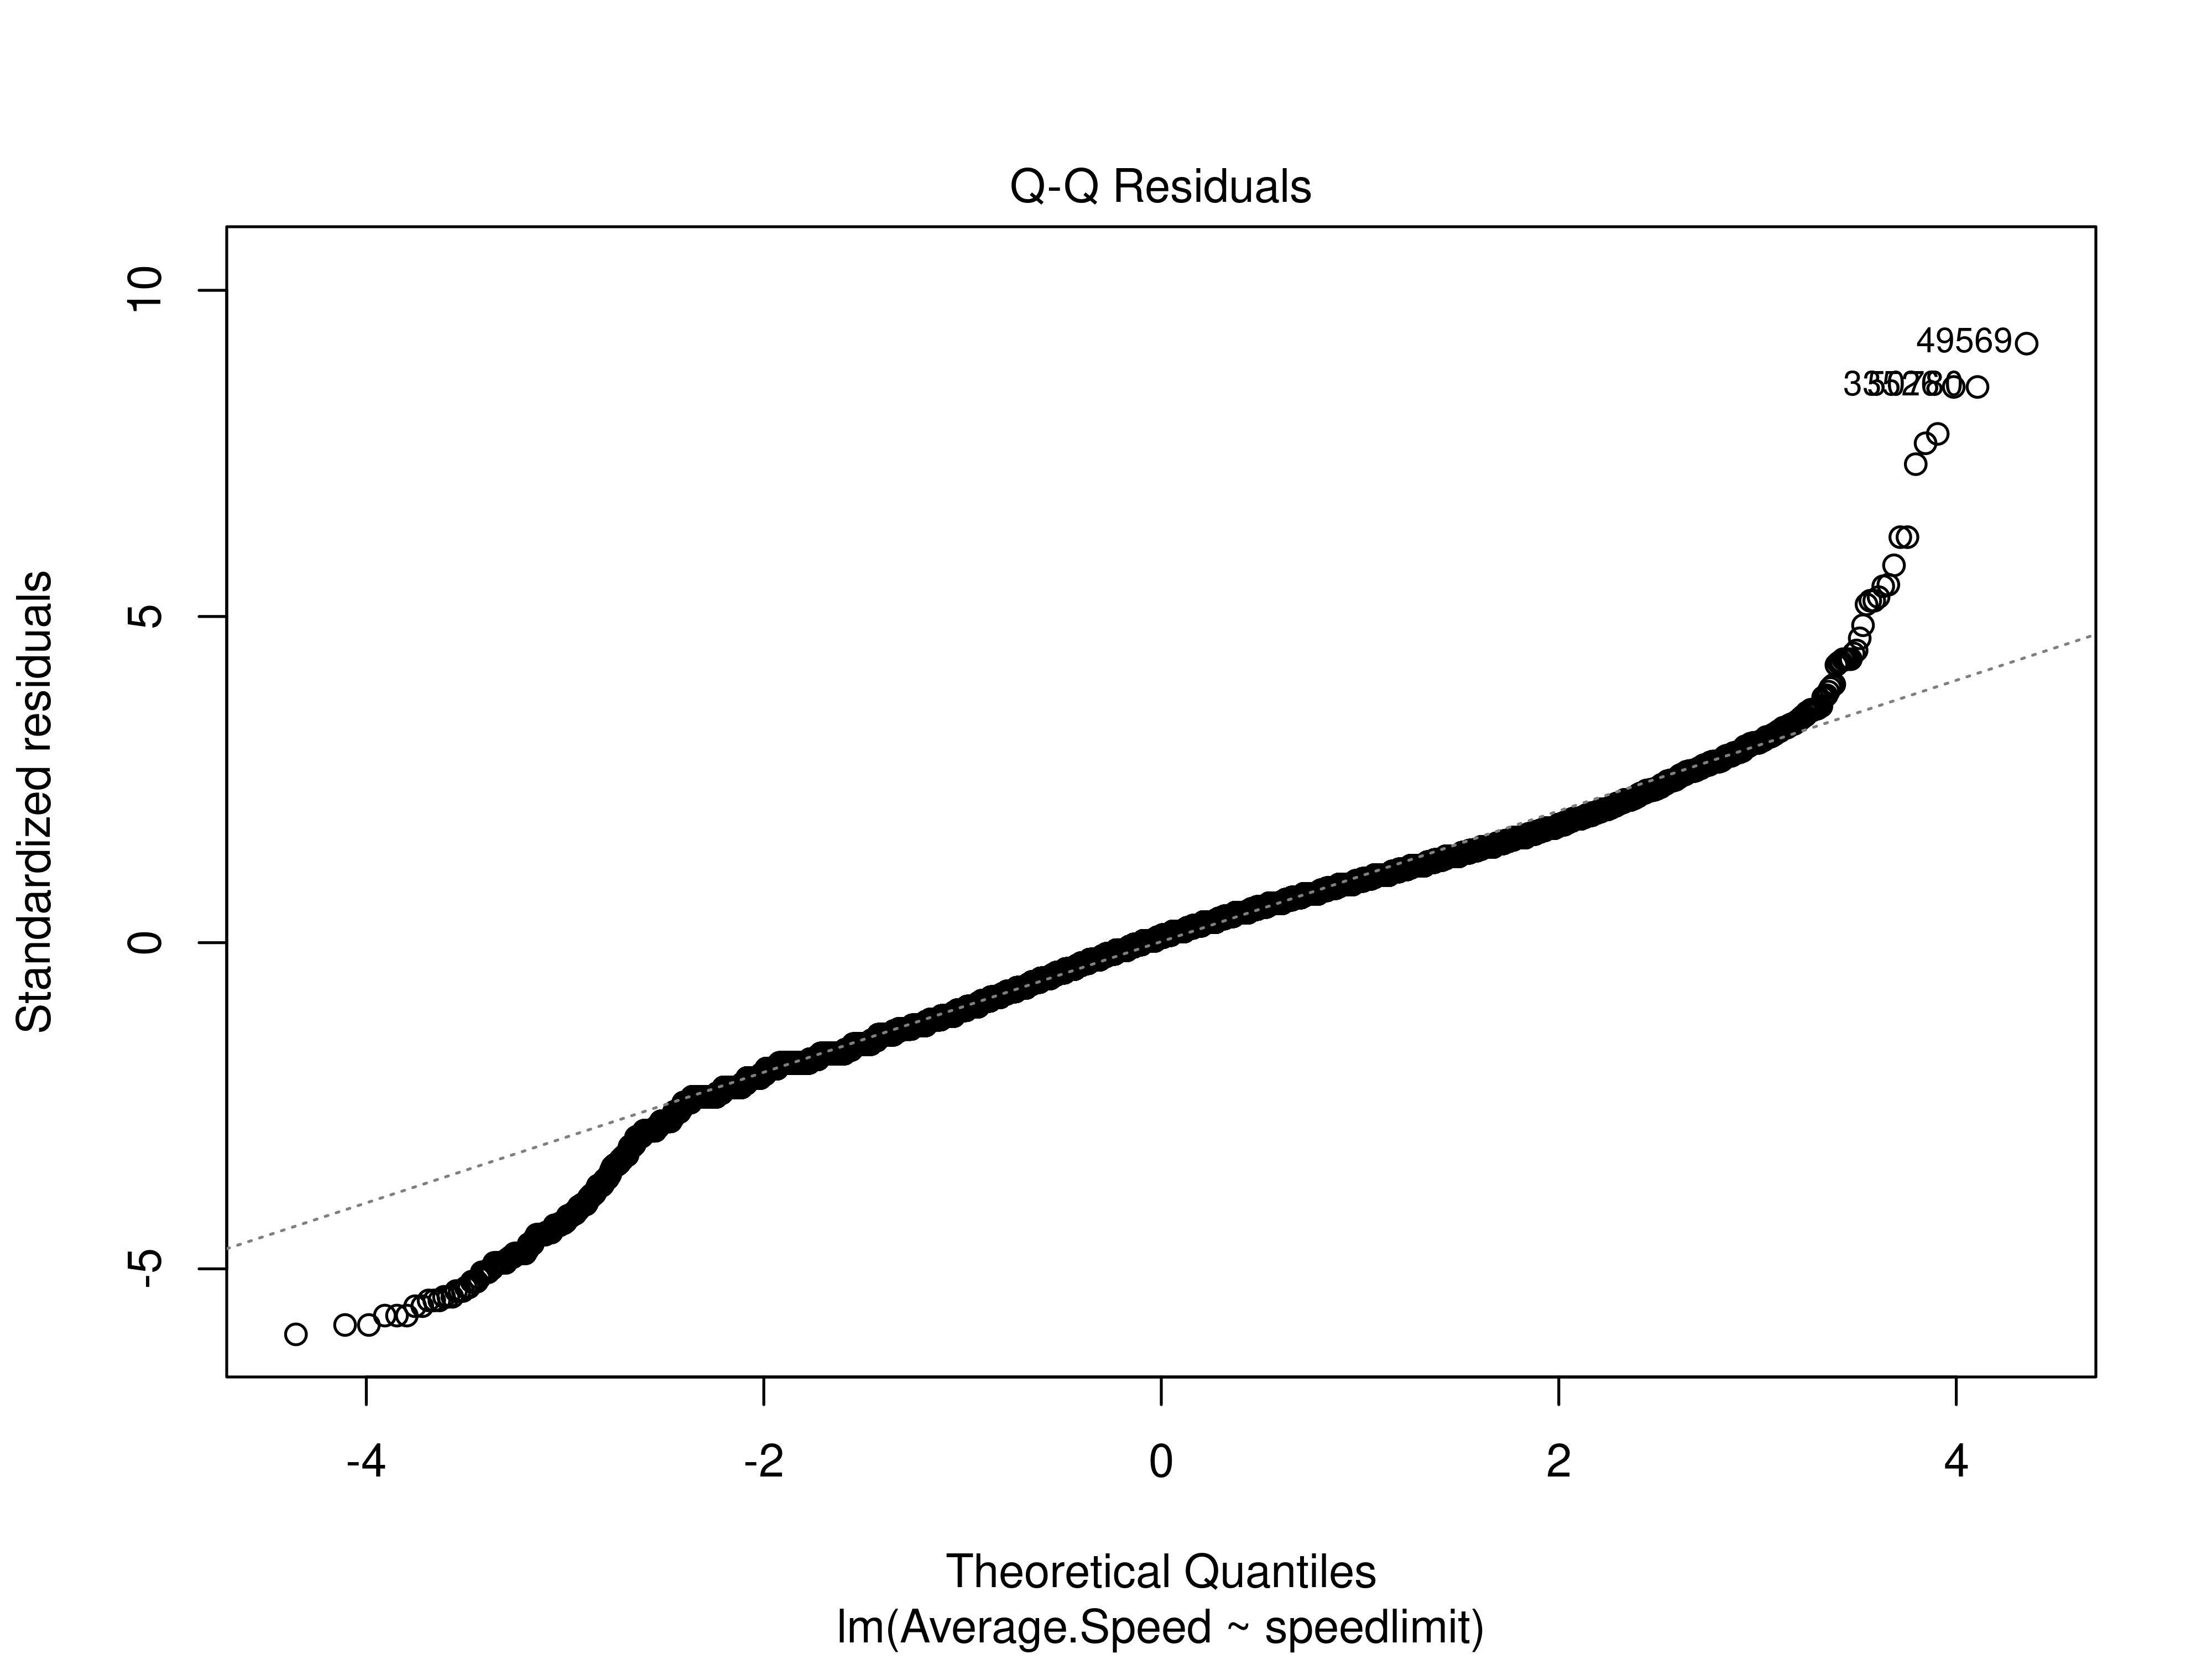 Q-Q Residuals
10
5
0
-5
Standardized residuals
49569
-4 -2 0 2 4
Theoretical Quantiles
lm(Average.Speed ~ speedlimit)